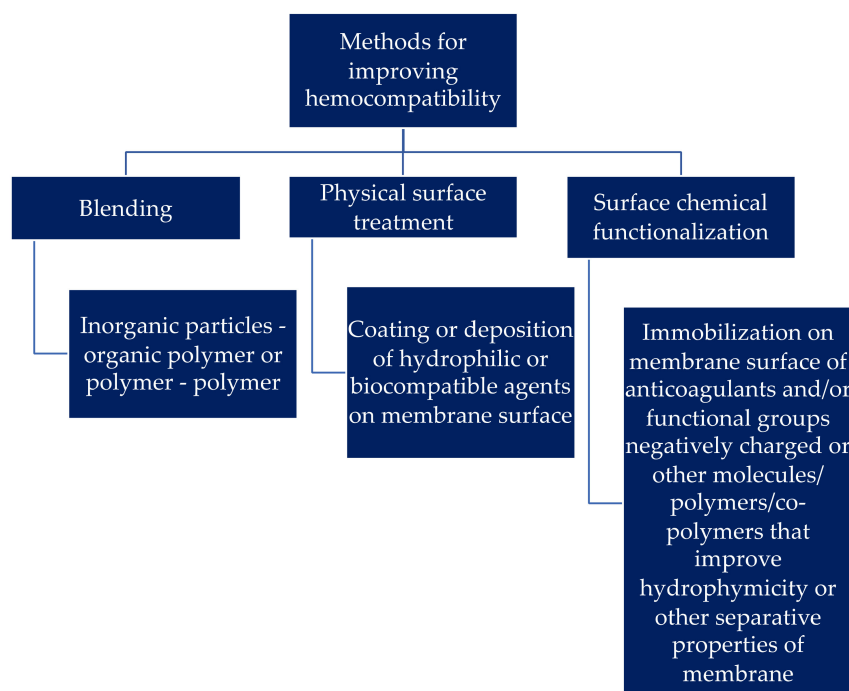 Methods for
improving
hemocompatibility
Blending
Physical surface
treatment
Surface chemical
functionalization
Inorganic particles -
organic polymer or
polymer - polymer
Coating or deposition
of hydrophilic or
biocompatible agents
on membrane surface
Immobilization on
membrane surface of
anticoagulants and/or
functional groups
negatively charged or
other molecules/
polymers/co-
polymers that
improve
hydrophymicity or
other separative
properties of
membrane